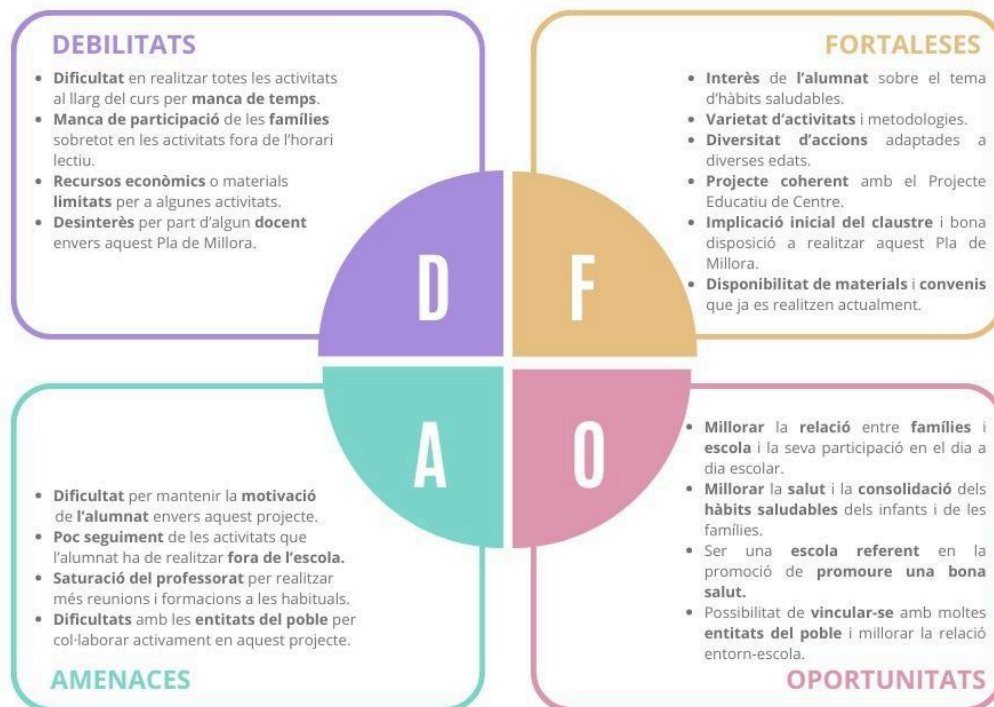 DEBILITATS
• Dificultat en realitzar totes les activitats
al llarg del curs per manca de temps.
• Manca de participació de les famílies
sobretot en les activitats fora de l'horari
lectiu.
• Recursos econòmics o materials
limitats per a algunes activitats.
• Desinterès per part d'algun docent
envers aquest Pla de Millora.
FORTALESES
• Interès de l'alumnat sobre el tema
d'hàbits saludables.
• Varietat d'activitats i metodologies.
• Diversitat d'accions adaptades a
diverses edats.
• Projecte coherent amb el Projecte
Educatiu de Centre.
• Implicació inicial del claustre i bona
disposició a realitzar aquest Pla de
Millora.
• Disponibilitat de materials i convenis
que ja es realitzen actualment.
D
F
A
O
• Dificultat per mantenir la motivació
de l'alumnat envers aquest projecte.
• Poc seguiment de les activitats que
l'alumnat ha de realitzar fora de l'escola.
• Saturació del professorat per realitzar
més reunions i formacions a les habituals.
• Dificultats amb les entitats del poble per
col·laborar activament en aquest projecte.
AMENACES
• Millorar la relació entre famílies i
escola i la seva participació en el dia a
dia escolar.
• Millorar la salut i la consolidació dels
hàbits saludables dels infants i de les
famílies.
• Ser una escola referent en la
promoció de promoure una bona
salut.
• Possibilitat de vincular-se amb moltes
entitats del poble i millorar la relació
entorn-escola.
OPORTUNITATS